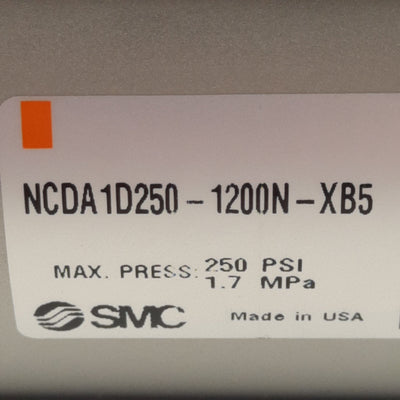 NCDA1D250-1200N-XB5
MAX. PRESS: 250 PSI
1.7 MPa
SMC Made in USA